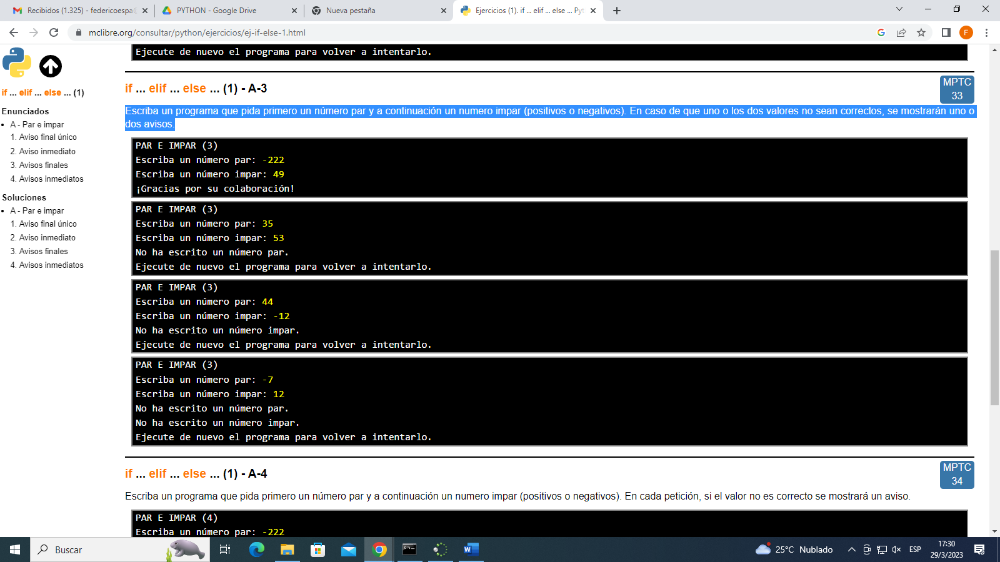 Recibidos (1.325) - federicoespa
PYTHON - Google Drive
Nueva pestaña
Ejercicios (1). if ... elif ... else ... Pyt
mclibre.org/consultar/python/ejercicios/ej-if-else-1.html
F
if ... elif ... else ... (1)
Enunciados
A - Par e impar
1. Aviso final único
2. Aviso inmediato
3. Avisos finales
4. Avisos inmediatos
Soluciones
A - Par e impar
1. Aviso final único
2. Aviso inmediato
3. Avisos finales
4. Avisos inmediatos
Ejecute de nuevo el programa para volver a intentarlo.
if ... elif ... else ... (1) - A-3
MPTC
33
Escriba un programa que pida primero un número par y a continuación un numero impar (positivos o negativos). En caso de que uno o los dos valores no sean correctos, se mostrarán uno o
dos avisos.
PAR E IMPAR (3)
Escriba un número par: -222
Escriba un número impar: 49
¡Gracias por su colaboración!
PAR E IMPAR (3)
Escriba un número par: 35
Escriba un número impar: 53
No ha escrito un número par.
Ejecute de nuevo el programa para volver a intentarlo.
PAR E IMPAR (3)
Escriba un número par: 44
Escriba un número impar: -12
No ha escrito un número impar.
Ejecute de nuevo el programa para volver a intentarlo.
PAR E IMPAR (3)
Escriba un número par: -7
Escriba un número impar: 12
No ha escrito un número par.
No ha escrito un número impar.
Ejecute de nuevo el programa para volver a intentarlo.
if ... elif ... else ... (1) - A-4
MPTC
34
Escriba un programa que pida primero un número par y a continuación un numero impar (positivos o negativos). En cada petición, si el valor no es correcto se mostrará un aviso.
PAR E IMPAR (4)
Escriba un número par: -222
Buscar
25°C Nublado
ESP
17:30
29/3/2023